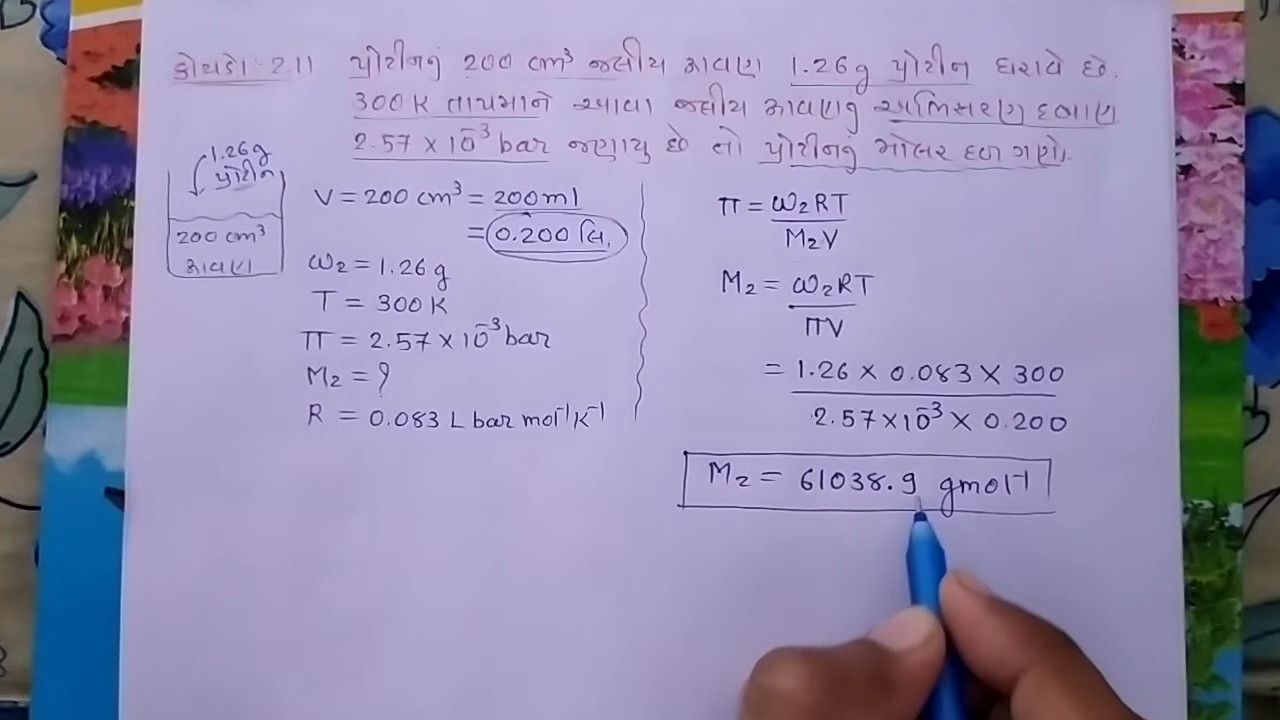 કોયડો : 2.11 પ્રોટીનનું 200 cm³ જલીય દ્રાવણ 1.26g પ્રોટીન ધરાવે છે.
300K તાપમાને આવા જલીય દ્રાવણનું અભિસરણ દબાણ
2.57 × 10⁻³ bar જણાયુ છે તો પ્રોટીનનું મોલર દળ ગણો.
1.26g
પ્રોટીન
200 cm³
દ્રાવણ
V = 200 cm³ = 200ml
= 0.200 લિ.
ω₂ = 1.26 g
T = 300 K
π = 2.57 × 10⁻³ bar
M₂ = ?
R = 0.083 L bar mol⁻¹ K⁻¹
π = ω₂RT / M₂V
M₂ = ω₂RT / πV
= 1.26 × 0.083 × 300 / 2.57 × 10⁻³ × 0.200
M₂ = 61038.9 gmol⁻¹